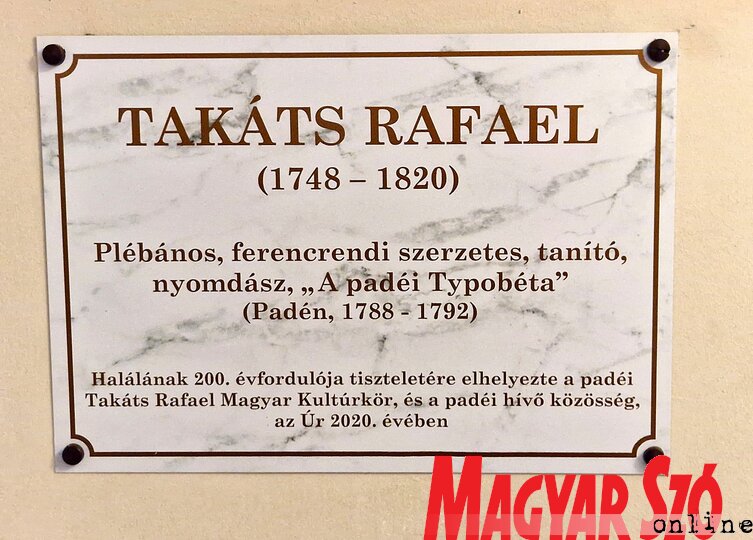 TAKÁTS RAFAEL
(1748 – 1820)
Plébános, ferencrendi szerzetes, tanító,
nyomdász, „A padéi Typobéta”
(Padén, 1788 - 1792)
Halálának 200. évfordulója tiszteletére elhelyezte a padéi
Takáts Rafael Magyar Kultúrkör, és a padéi hívő közösség,
az Úr 2020. évében
MAGYAR SZÓ
online